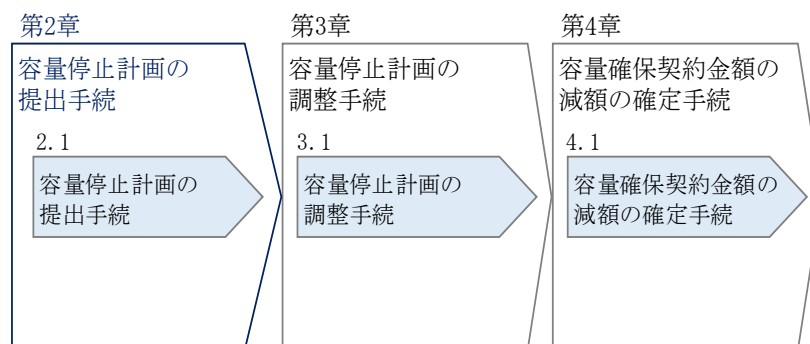 第2章
容量停止計画の
提出手続
2.1
容量停止計画の
提出手続
第3章
容量停止計画の
調整手続
3.1
容量停止計画の
調整手続
第4章
容量確保契約金額の
減額の確定手続
4.1
容量確保契約金額の
減額の確定手続